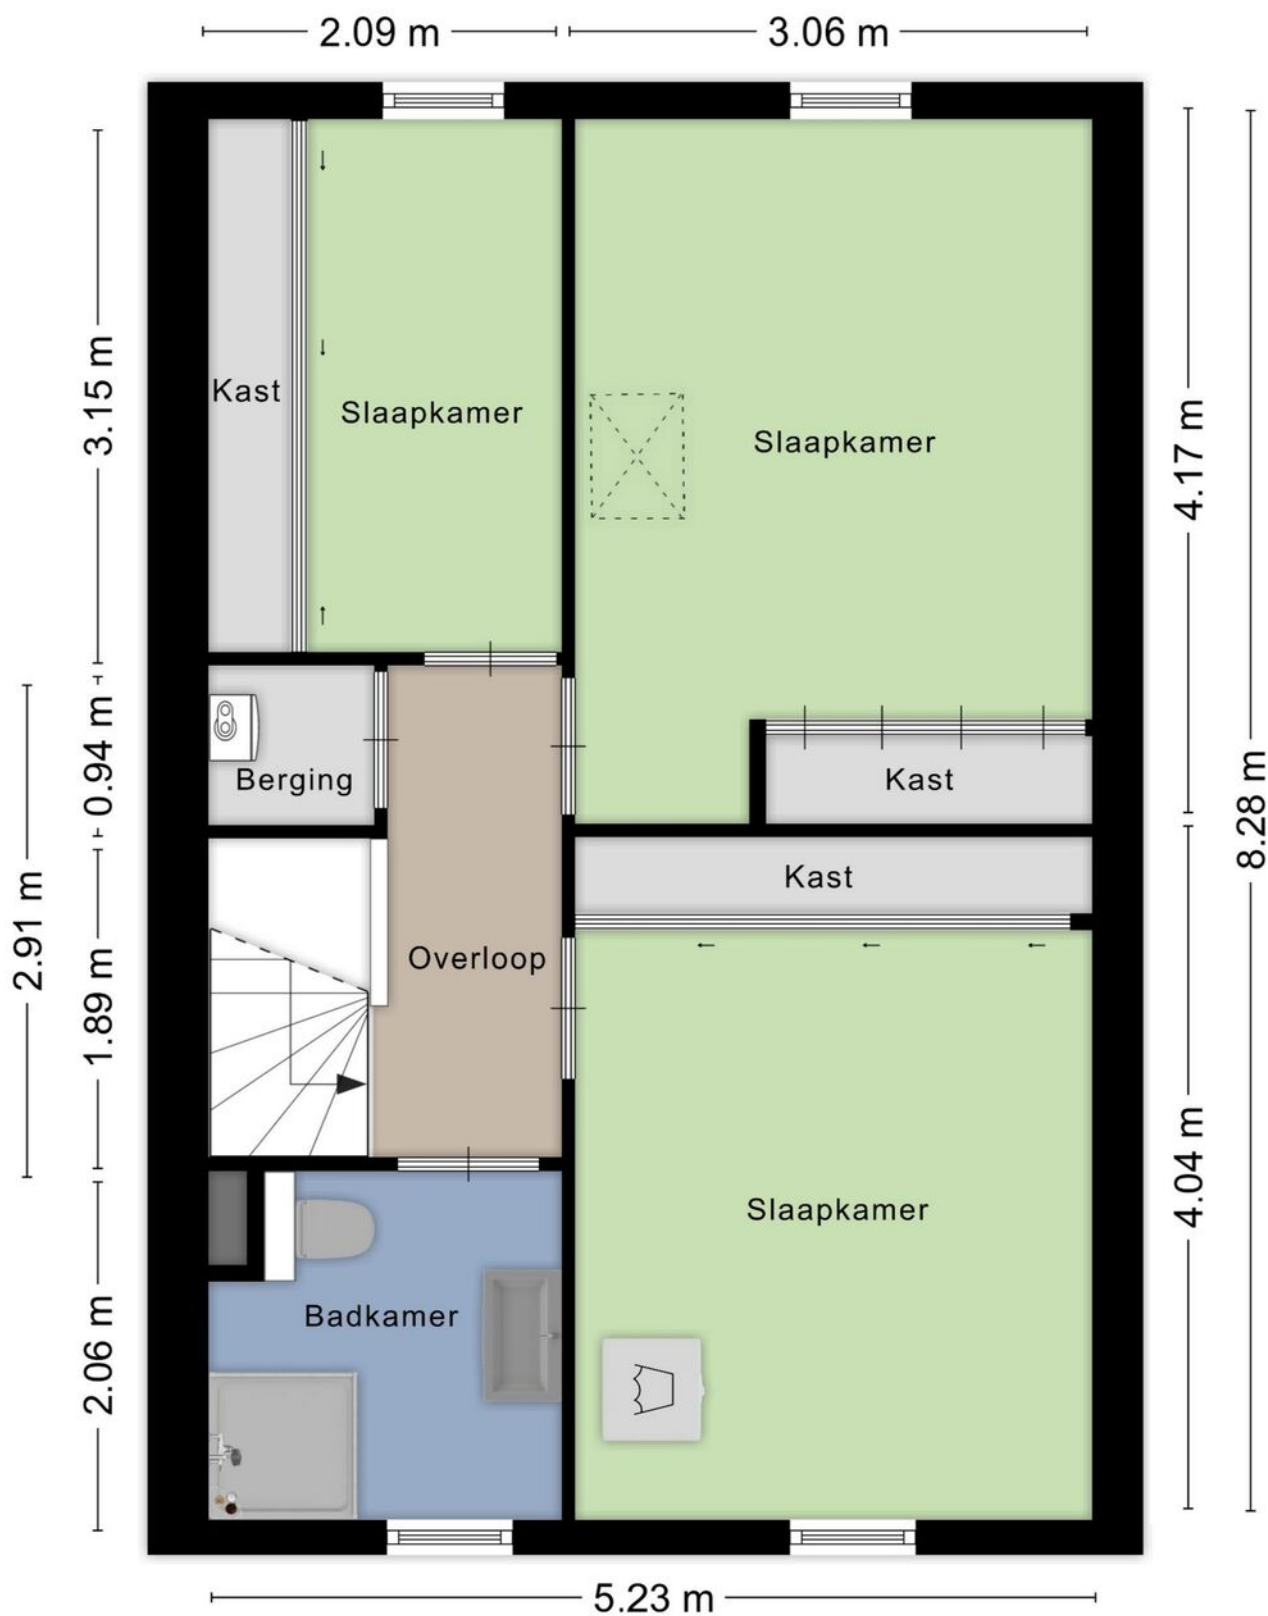 2.09 m
3.06 m
3.15 m
Kast
Slaapkamer
Slaapkamer
4.17 m
0.94 m
Berging
Kast
8.28 m
Kast
2.91 m
1.89 m
Overloop
4.04 m
Slaapkamer
2.06 m
Badkamer
5.23 m